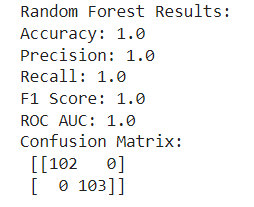 Random Forest Results:
Accuracy: 1.0
Precision: 1.0
Recall: 1.0
F1 Score: 1.0
ROC AUC: 1.0
Confusion Matrix:
 [[102   0]
 [  0 103]]